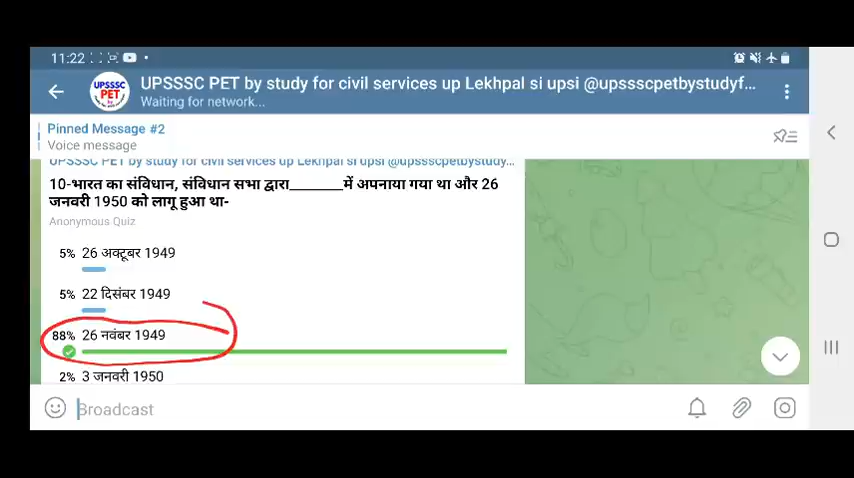 11:22
UPSSSC PET by study for civil services up Lekhpal si upsi @upssscpetbystudyf...
UPSSSC
PET
by
Waiting for network...
Pinned Message #2
Voice message
UPSSSC PET by study for civil services up Lekhpal si upsi @upssscpetbystudy...
10-भारत का संविधान, संविधान सभा द्वारा________में अपनाया गया था और 26
जनवरी 1950 को लागू हुआ था-
Anonymous Quiz
5% 26 अक्टूबर 1949
5% 22 दिसंबर 1949
88% 26 नवंबर 1949
2% 3 जनवरी 1950
Broadcast